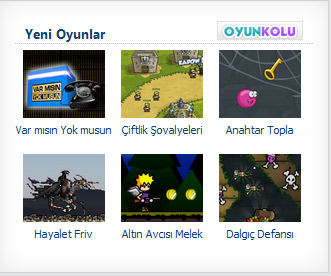 Yeni Oyunlar
OYUNKOLU
VAR MISIN
YOK MUSUN
KAPOW
Var mısın Yok musun
Çiftlik Şovalyeleri
Anahtar Topla
Hayalet Friv
Altın Avcısı Melek
Dalgıç Defansı